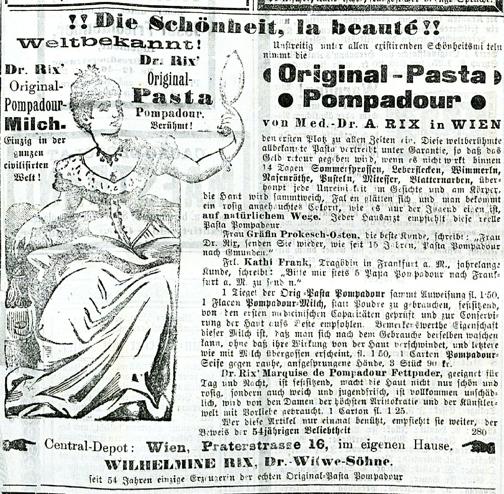 !! Die Schönheit, la beauté!!
Weltbekannt!
Dr. Rix'
Original-
Pompadour-
Milch.
Einzig in der
ganzen
civilisirten
Welt!
Dr. Rix'
Original-
Pasta
Pompadour.
Berühmt!
Unstreitig unter allen existirenden Schönheitsmitteln
nimmt die
Original-Pasta
Pompadour
von Med.-Dr. A. RIX in WIEN
den ersten Platz zu allen Zeiten ein. Diese weltberühmte
altbekannte Pasta vertreibt unter Garantie, so daß das
Geld retour gegeben wird, wenn es nicht wirkt binnen
14 Tagen Sommersprossen, Leberflecken, Wimmerln,
Nasenröthe, Pusteln, Mitesser, Blatternarben, über-
haupt jede Unreinikeit im Gesichte und am Körper,
die Haut wird sammtweich, Falten glätten sich und man bekommt
ein rosig angehauchtes Colorit, wie es nur der Jugend eigen ist,
auf natürlichem Wege. Jeder Hausarzt empfiehlt diese reelle
Pasta Pompadour
Frau Gräfin Prokesch-Osten, die beste Kunde, schreibt: „Frau
Dr. Rix, senden Sie wieder, wie seit 15 Jahren, Pasta Pompadour
nach Gmunden."
Frl. Kathi Frank, Tragödin in Frankfurt a. M., jahrelange
Kunde, schreibt: „Bitte mir stets 5 Pasta Pompadour nach Frank-
furt a. M. zu senden."
1 Tiegel der Orig-Pasta Pompadour sammt Anweisung fl. 1·50,
1 Flacon Pompadour-Milch, statt Pouder zu gebrauchen, festsitzend,
von den ersten medicinischen Capacitäten geprüft und zur Conservir-
ung der Haut aufs Beste empfohlen. Bemerkenswerthe Eigenschaft
dieser Milch ist, daß man sich nach dem Gebrauche derselben waschen
kann, ohne daß ihre Wirkung von der Haut verschwindet, und letztere
wie mit Milch übergossen erscheint, fl. 1·50, 1 Carton Pompadour-
Seife gegen rauhe, aufgesprungene Hände, 3 Stück 90 kr.
Dr. Rix' Marquise de Pompadour Fettpuder, geeignet für
Tag und Nacht, ist festsitzend, macht die Haut nicht nur schön und
rosig, sondern auch weich und jugendfrisch, ist vollkommen unschäd-
lich, wird von den Damen der höchsten Aristokratie und der Künstler-
welt mit Vorliebe gebraucht. 1 Carton fl. 1.25.
Wer diese Artikel nur einmal benützt, empfiehlt sie weiter, der
Beweis der 54jährigen Beliebtheit 280
Central-Depot: Wien, Praterstrasse 16, im eigenen Hause.
WILHELMINE RIX, Dr.-Witwe-Söhne.
seit 54 Jahren einzige Erzeugerin der echten Original-Pasta Pompadour